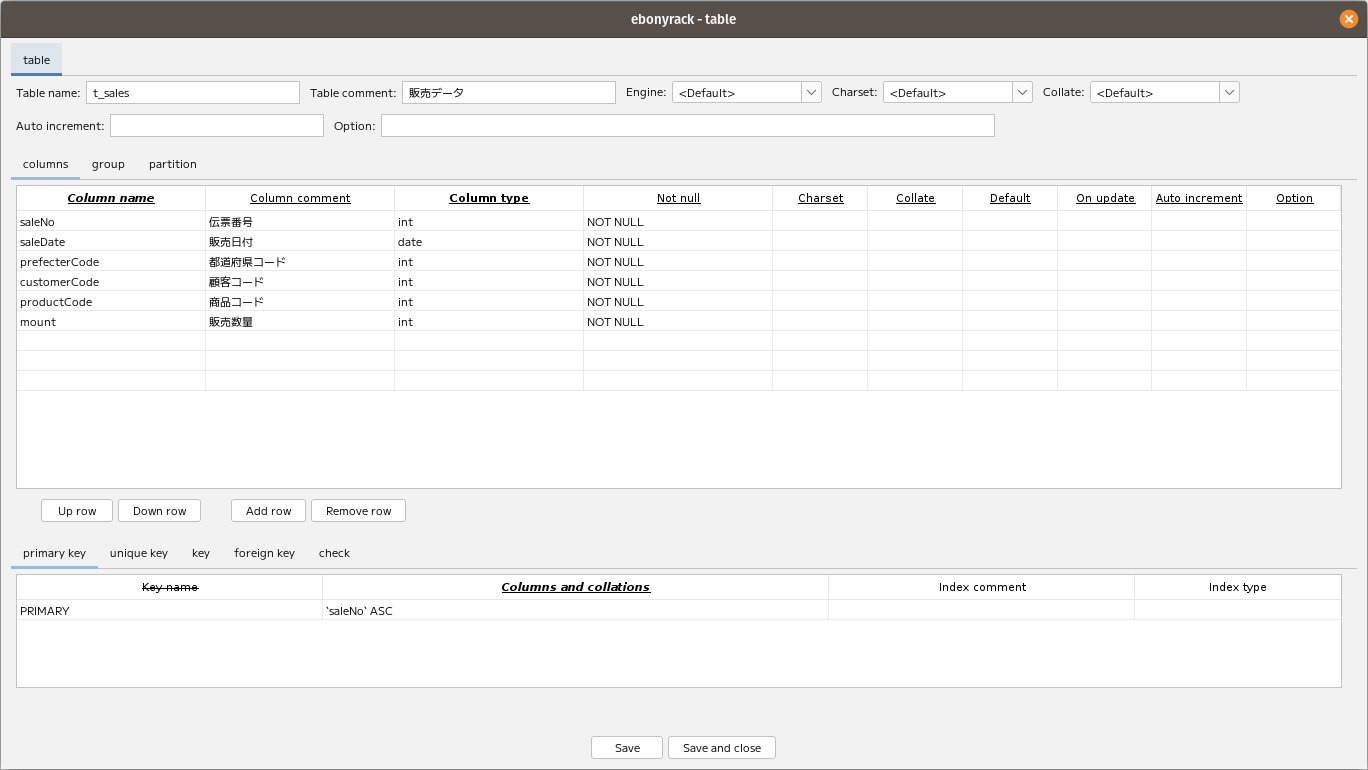 ebonyrack - table
table
Table name: t_sales Table comment: 販売データ Engine: <Default> Charset: <Default> Collate: <Default>
Auto increment: Option:
columns group partition
Column name Column comment Column type Not null Charset Collate Default On update Auto increment Option
saleNo 伝票番号 int NOT NULL
saleDate 販売日付 date NOT NULL
prefecterCode 都道府県コード int NOT NULL
customerCode 顧客コード int NOT NULL
productCode 商品コード int NOT NULL
mount 販売数量 int NOT NULL
Up row Down row Add row Remove row
primary key unique key key foreign key check
Key name Columns and collations Index comment Index type
PRIMARY `saleNo` ASC
Save Save and close